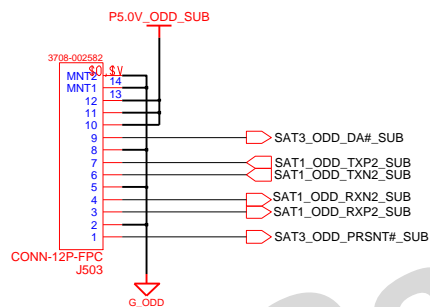 P5.0V_ODD_SUB
3708-002582
MNT2
14
MNT1
13
12
11
10
9 SAT3_ODD_DA#_SUB
8
7 SAT1_ODD_TXP2_SUB
6 SAT1_ODD_TXN2_SUB
5
4 SAT1_ODD_RXN2_SUB
3 SAT1_ODD_RXP2_SUB
2
1 SAT3_ODD_PRSNT#_SUB
CONN-12P-FPC
J503
G_ODD